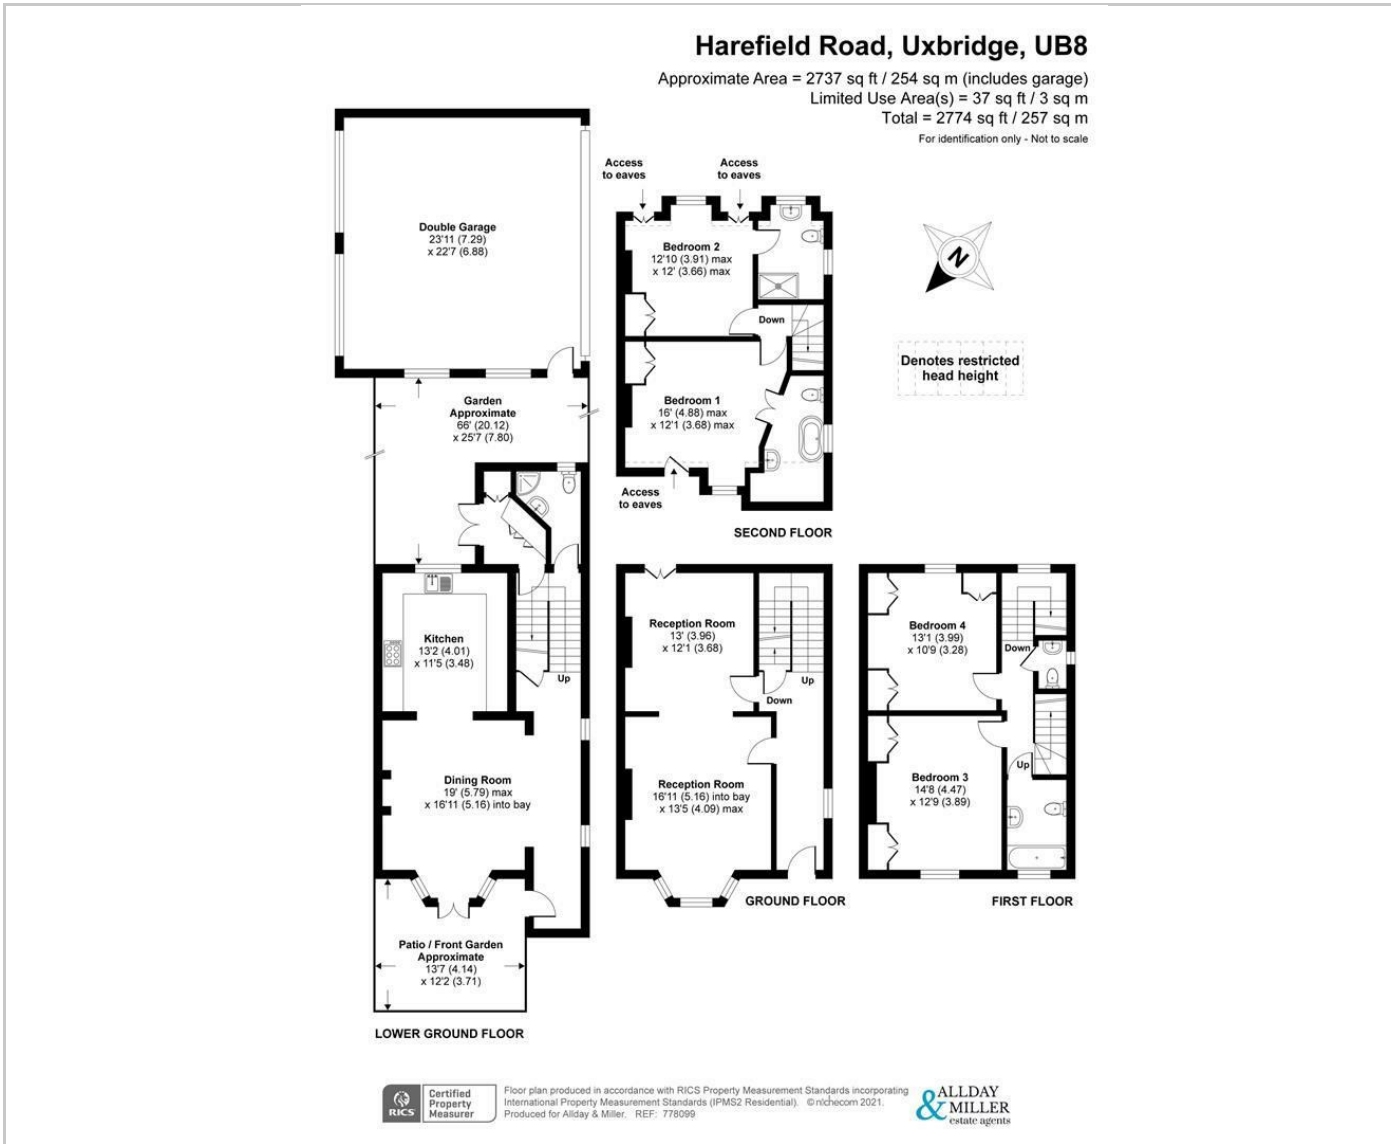 Harefield Road, Uxbridge, UB8
Approximate Area = 2737 sq ft / 254 sq m (includes garage)
Limited Use Area(s) = 37 sq ft / 3 sq m
Total = 2774 sq ft / 257 sq m
For identification only - Not to scale
Double Garage
23'11 (7.29)
x 22'7 (6.88)
Garden
Approximate
66' (20.12)
x 25'7 (7.80)
Kitchen
13'2 (4.01)
x 11'5 (3.48)
Up
Dining Room
19' (5.79) max
x 16'11 (5.16) into bay
Patio / Front Garden
Approximate
13'7 (4.14)
x 12'2 (3.71)
LOWER GROUND FLOOR
Access
to eaves
Access
to eaves
Bedroom 2
12'10 (3.91) max
x 12' (3.66) max
Down
Bedroom 1
16' (4.88) max
x 12'1 (3.68) max
Access
to eaves
SECOND FLOOR
N
Denotes restricted
head height
Reception Room
13' (3.96)
x 12'1 (3.68)
Up
Down
Reception Room
16'11 (5.16) into bay
x 13'5 (4.09) max
GROUND FLOOR
Bedroom 4
13'1 (3.99)
x 10'9 (3.28)
Down
Bedroom 3
14'8 (4.47)
x 12'9 (3.89)
Up
FIRST FLOOR
RICS
Certified
Property
Measurer
Floor plan produced in accordance with RICS Property Measurement Standards incorporating
International Property Measurement Standards (IPMS2 Residential). © nichecom 2021.
Produced for Allday & Miller. REF: 778099
ALLDAY
& MILLER
estate agents